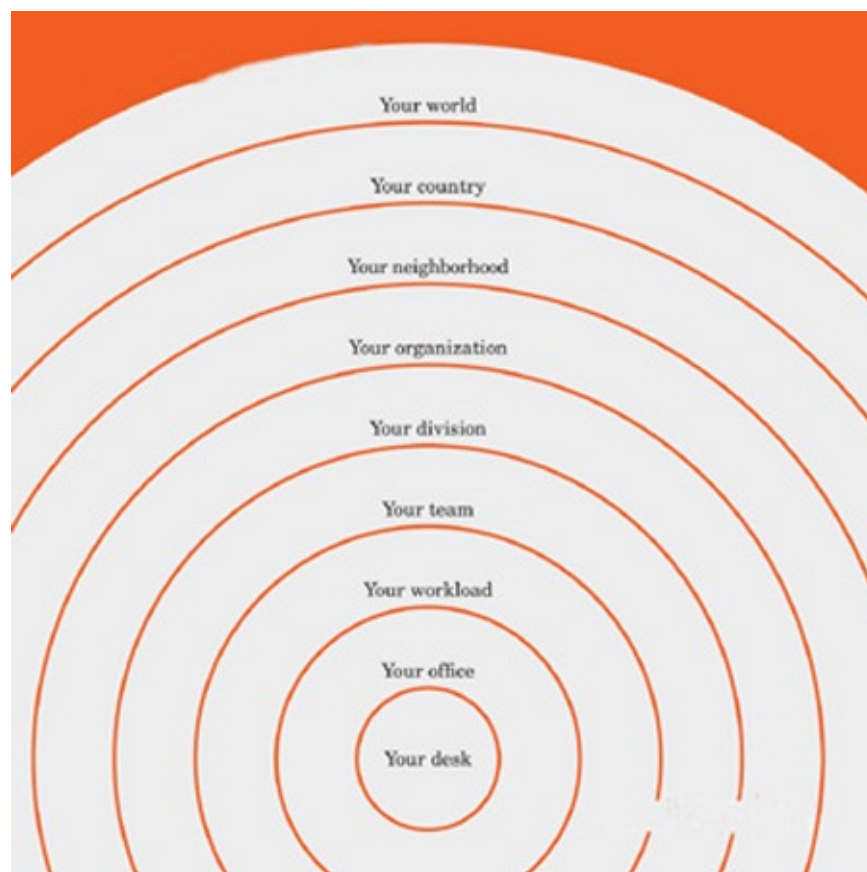 Your world
Your country
Your neighborhood
Your organization
Your division
Your team
Your workload
Your office
Your desk